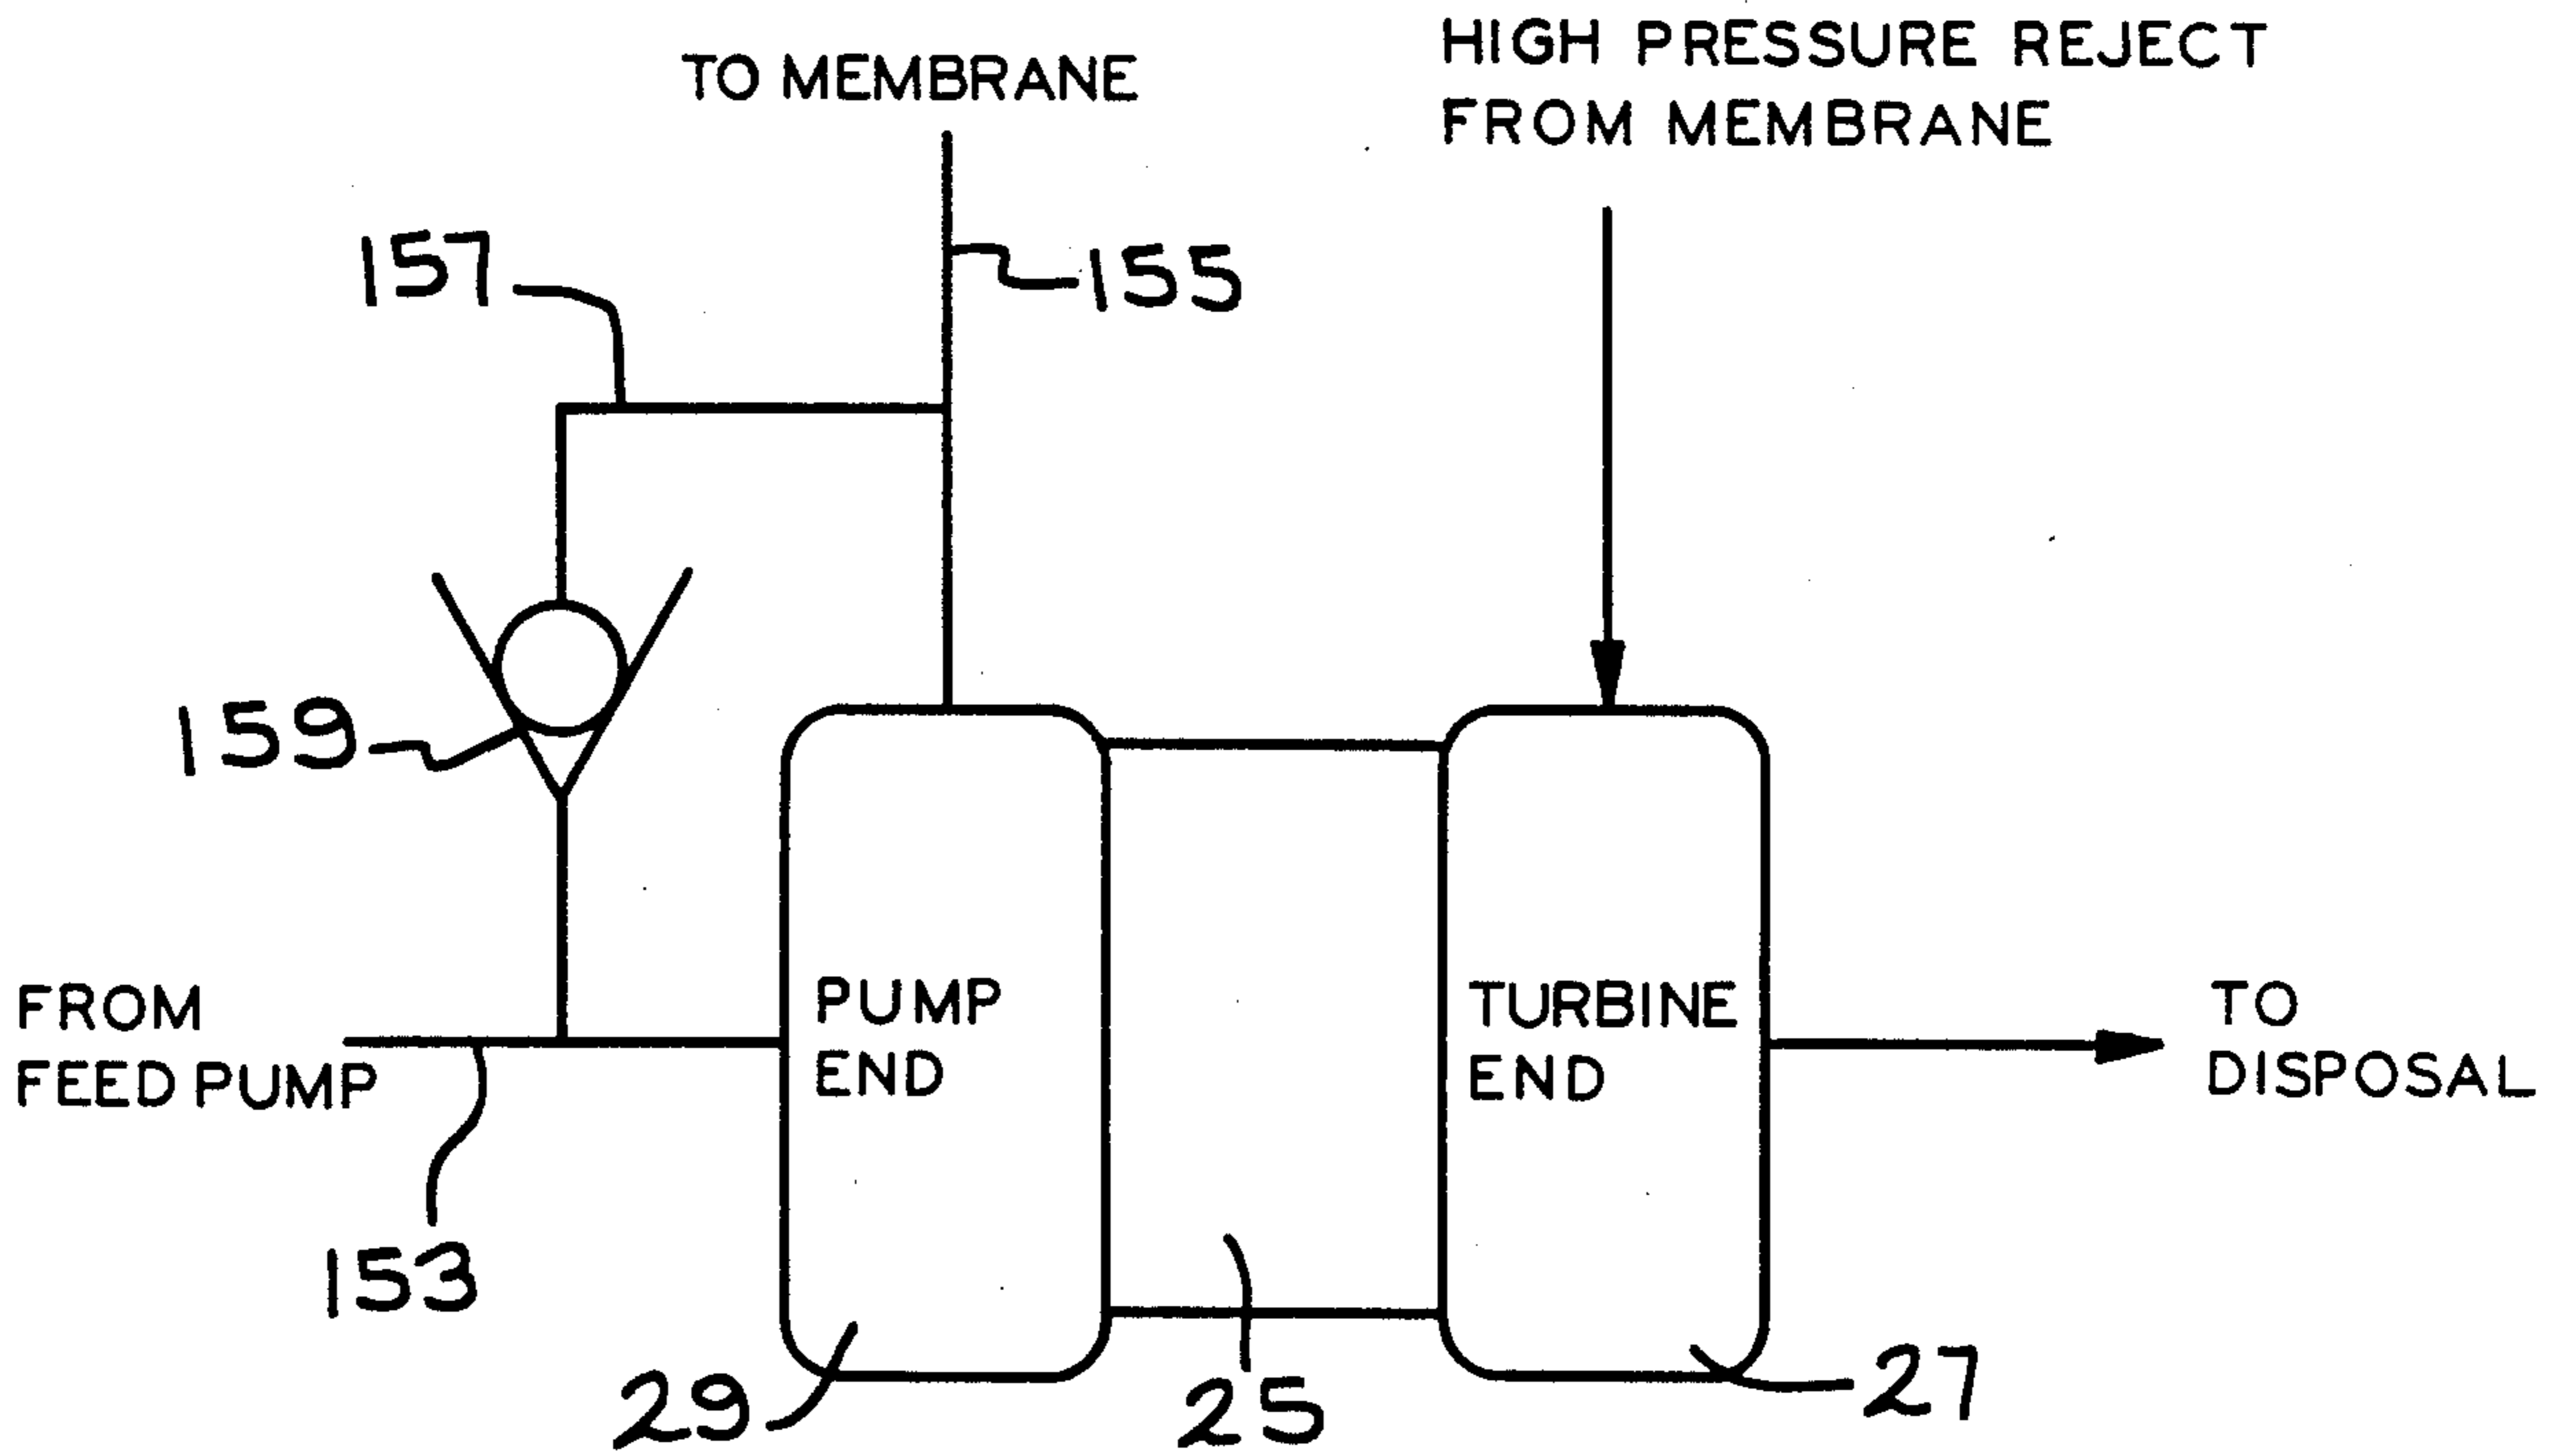 TO MEMBRANE
HIGH PRESSURE REJECT
FROM MEMBRANE
157
155
159
FROM
FEED PUMP
PUMP
END
TURBINE
END
TO
DISPOSAL
153
29
25
27